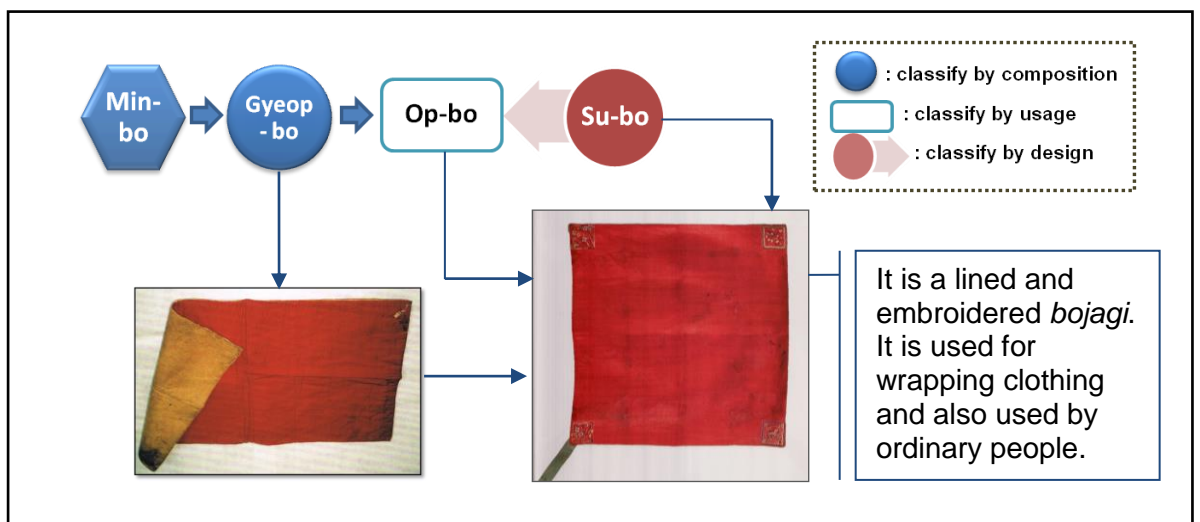 Min-
bo
Gyeop
- bo
Op-bo
Su-bo
: classify by composition
: classify by usage
: classify by design
It is a lined and
embroidered bojagi.
It is used for
wrapping clothing
and also used by
ordinary people.